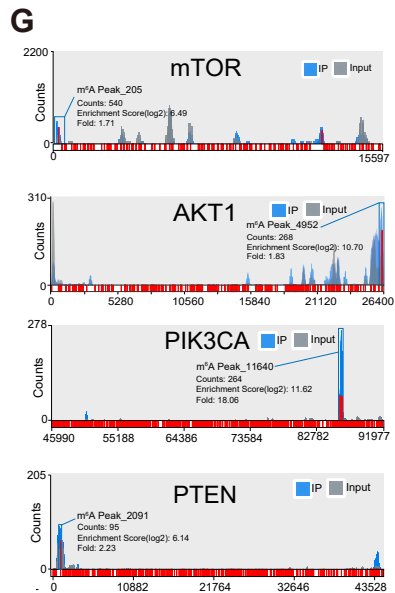 G
2200
mTOR
IP Input
m⁶A Peak_205
Counts: 540
Enrichment Score(log2): 6.49
Fold: 1.71
Counts
0
0 15597
310
AKT1
IP Input
m⁶A Peak_4952
Counts: 268
Enrichment Score(log2): 10.70
Fold: 1.83
Counts
0
0 5280 10560 15840 21120 26400
278
PIK3CA
IP Input
m⁶A Peak_11640
Counts: 264
Enrichment Score(log2): 11.62
Fold: 18.06
Counts
0
45990 55188 64386 73584 82782 91977
205
PTEN
IP Input
m⁶A Peak_2091
Counts: 95
Enrichment Score(log2): 6.14
Fold: 2.23
Counts
0
- 0 10882 21764 32646 43528